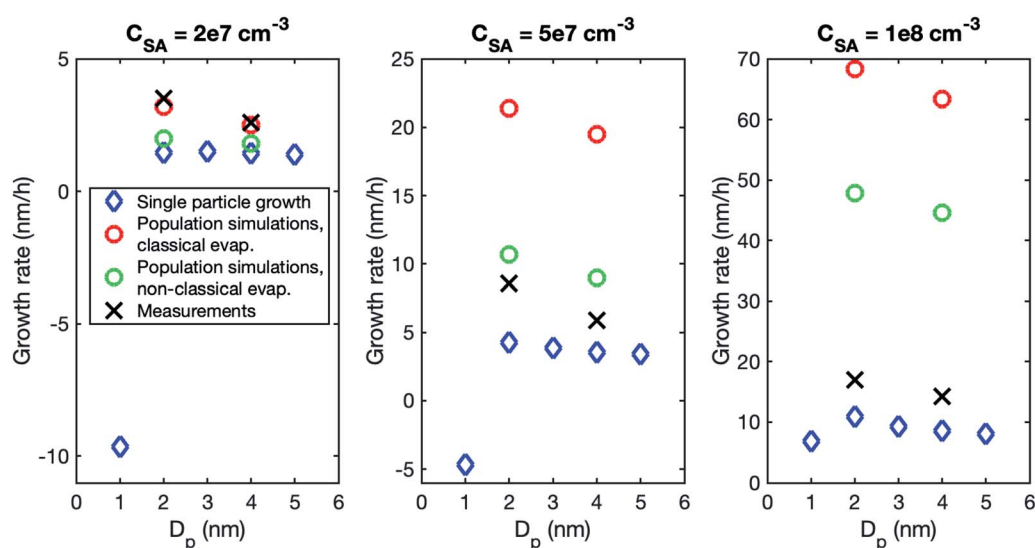 C_SA = 2e7 cm⁻³
Growth rate (nm/h)
5
0
-5
-10
Single particle growth
Population simulations,
classical evap.
Population simulations,
non-classical evap.
Measurements
0 1 2 3 4 5 6
D_p (nm)
C_SA = 5e7 cm⁻³
Growth rate (nm/h)
25
20
15
10
5
0
-5
0 1 2 3 4 5 6
D_p (nm)
C_SA = 1e8 cm⁻³
Growth rate (nm/h)
70
60
50
40
30
20
10
0
0 1 2 3 4 5 6
D_p (nm)